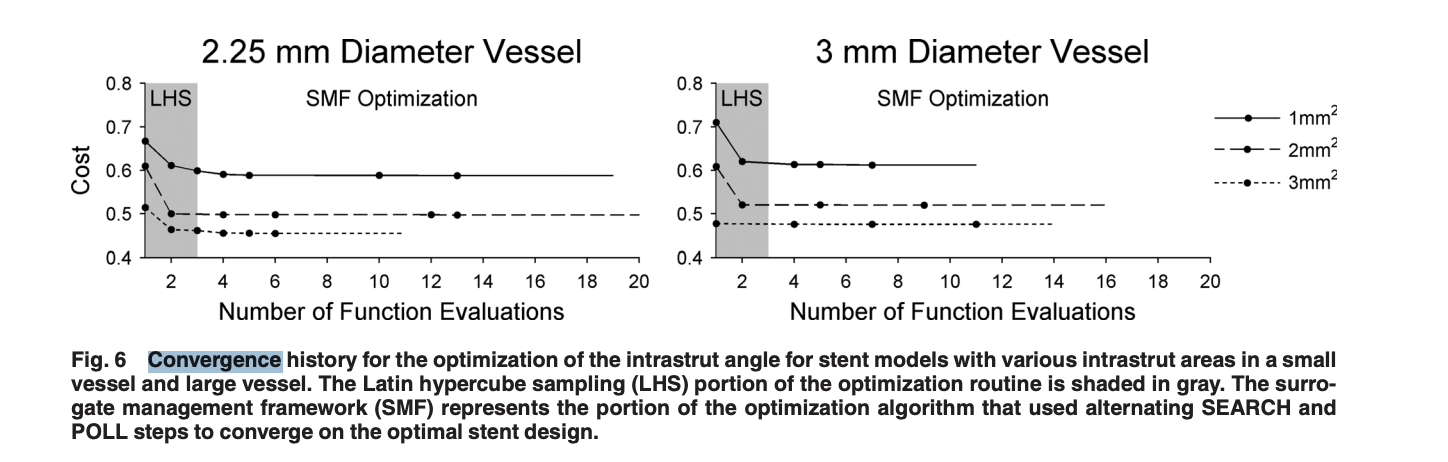 2.25 mm Diameter Vessel
3 mm Diameter Vessel
0.8
0.7
0.6
0.5
0.4
Cost
LHS
SMF Optimization
2 4 6 8 10 12 14 16 18 20
Number of Function Evaluations
0.8
0.7
0.6
0.5
0.4
LHS
SMF Optimization
2 4 6 8 10 12 14 16 18 20
Number of Function Evaluations
1mm²
2mm²
3mm²
Fig. 6 Convergence history for the optimization of the intrastrut angle for stent models with various intrastrut areas in a small
vessel and large vessel. The Latin hypercube sampling (LHS) portion of the optimization routine is shaded in gray. The surro-
gate management framework (SMF) represents the portion of the optimization algorithm that used alternating SEARCH and
POLL steps to converge on the optimal stent design.